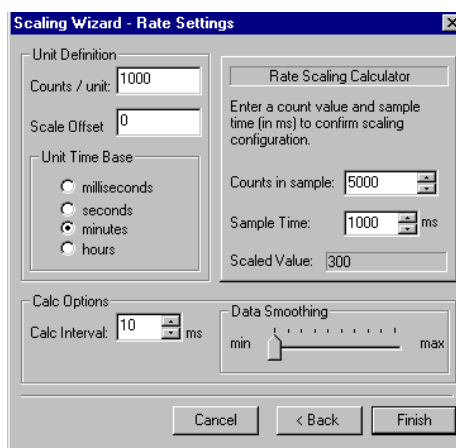 Scaling Wizard - Rate Settings
Unit Definition
Counts / unit: 1000
Scale Offset 0
Unit Time Base
milliseconds
seconds
minutes
hours
Rate Scaling Calculator
Enter a count value and sample
time (in ms) to confirm scaling
configuration.
Counts in sample: 5000
Sample Time: 1000 ms
Scaled Value: 300
Calc Options
Calc Interval: 10 ms
Data Smoothing
min max
Cancel < Back Finish